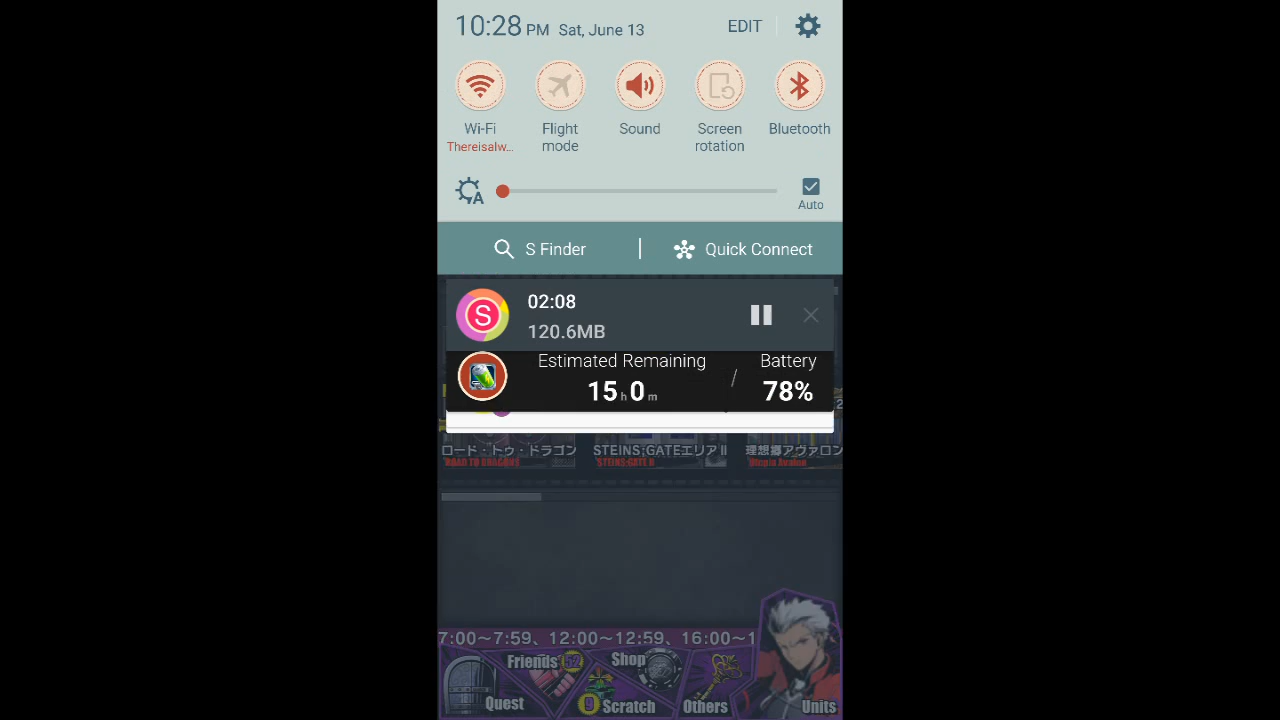 10:28 PM Sat, June 13 EDIT
Wi-Fi
Thereisalw...
Flight
mode
Sound
Screen
rotation
Bluetooth
A
Auto
S Finder | Quick Connect
S
02:08
120.6MB
Estimated Remaining / Battery
15h0m 78%
ロード・トゥ・ドラゴン STEINS;GATEエリアⅡ 理想郷アヴァロン
ROAD TO DRAGONS STEINS;GATE II Utopia Avalon
7:00～7:59、12:00～12:59、16:00～1
Friends 52 Shop
Quest 9 Scratch Others Units